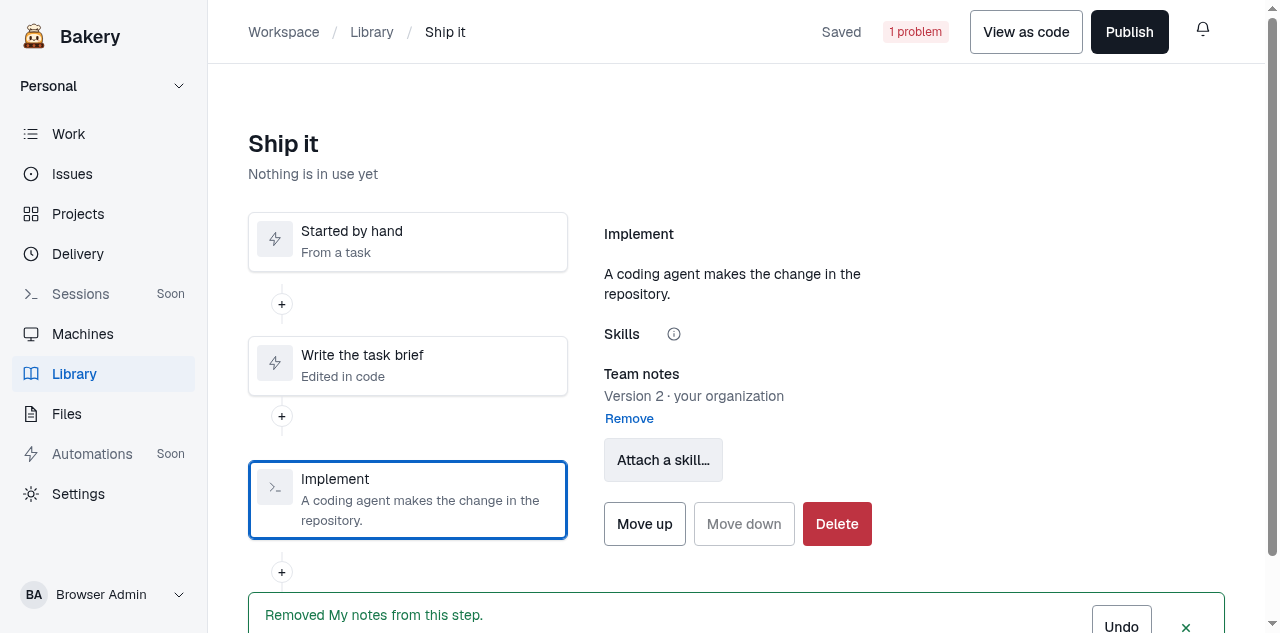 Bakery
Personal
Work
Issues
Projects
Delivery
Sessions Soon
Machines
Library
Files
Automations Soon
Settings
BA Browser Admin
Workspace / Library / Ship it
Saved 1 problem View as code Publish
Ship it
Nothing is in use yet
Started by hand
From a task
+
Write the task brief
Edited in code
+
Implement
A coding agent makes the change in the
repository.
+
Implement
A coding agent makes the change in the
repository.
Skills
Team notes
Version 2 · your organization
Remove
Attach a skill...
Move up Move down Delete
Removed My notes from this step.
Undo ×